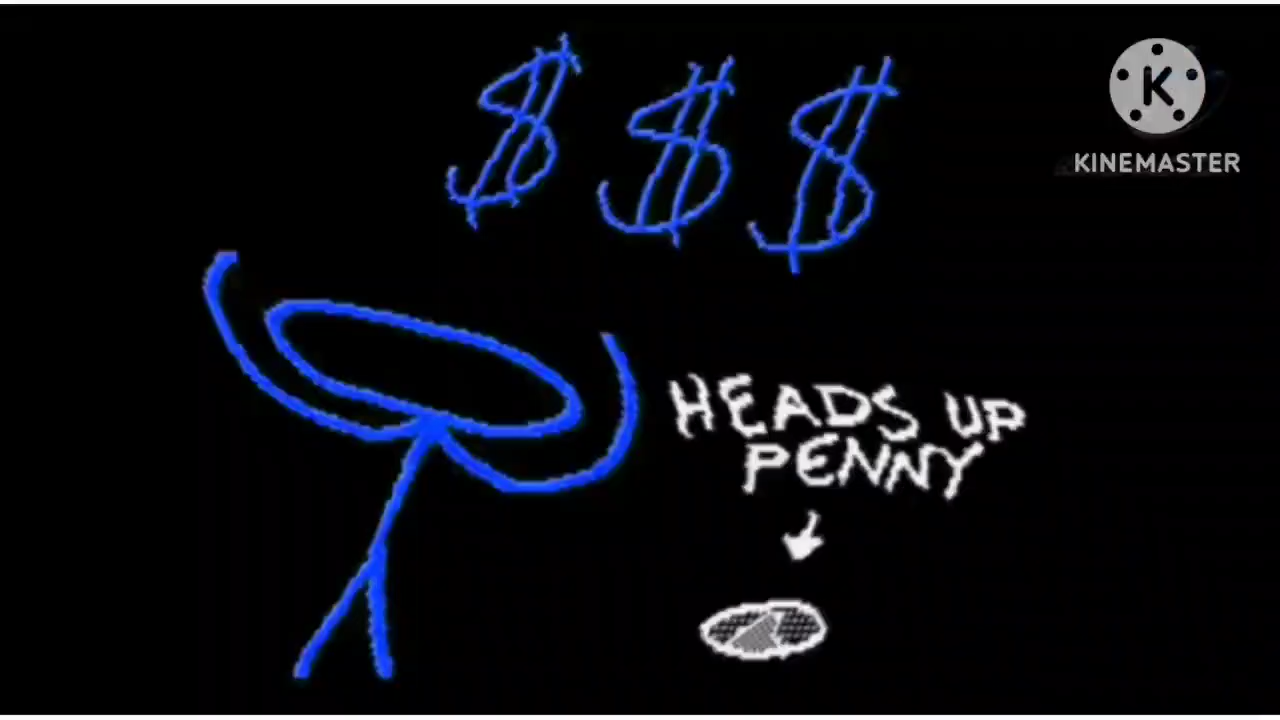 $ $ $
K
KINEMASTER
HEADS UP
PENNY